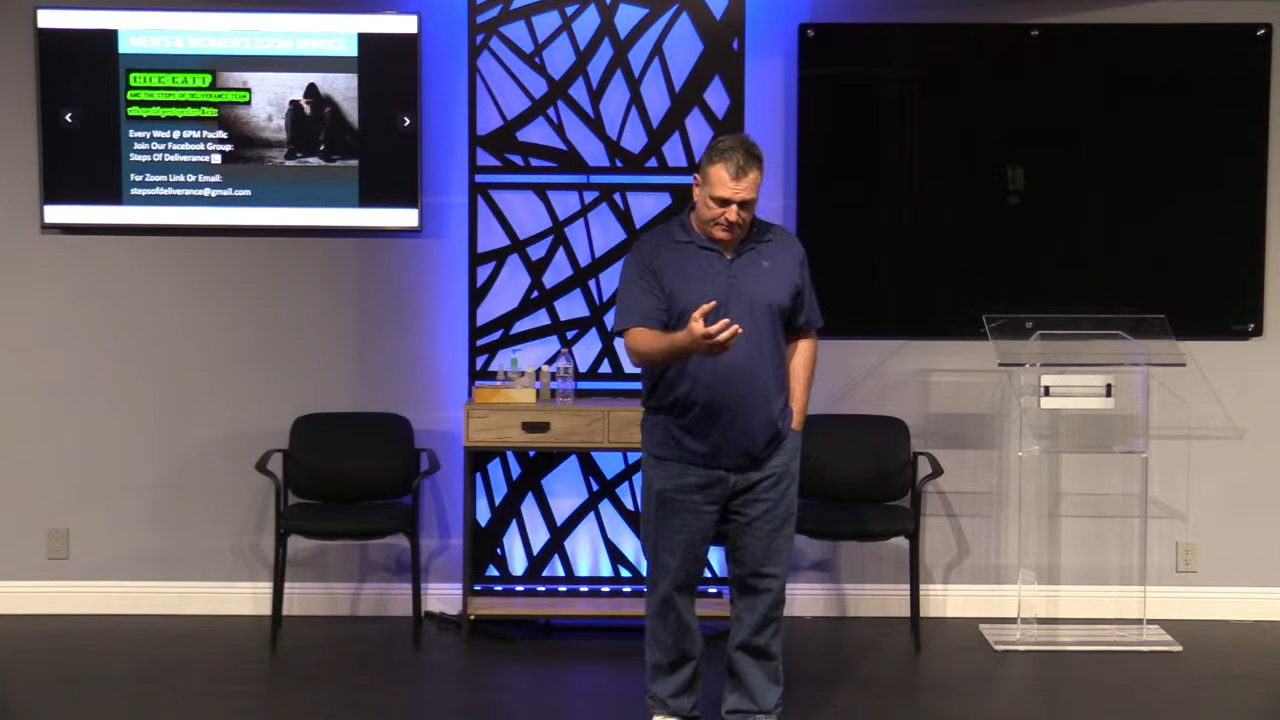 MEN'S & WOMEN'S ZOOM SERVICE
RICK KATT
AND THE STEPS OF DELIVERANCE TEAM
Every Wed @ 6PM Pacific
Join Our Facebook Group:
Steps Of Deliverance
For Zoom Link Or Email:
stepsofdeliverance@gmail.com